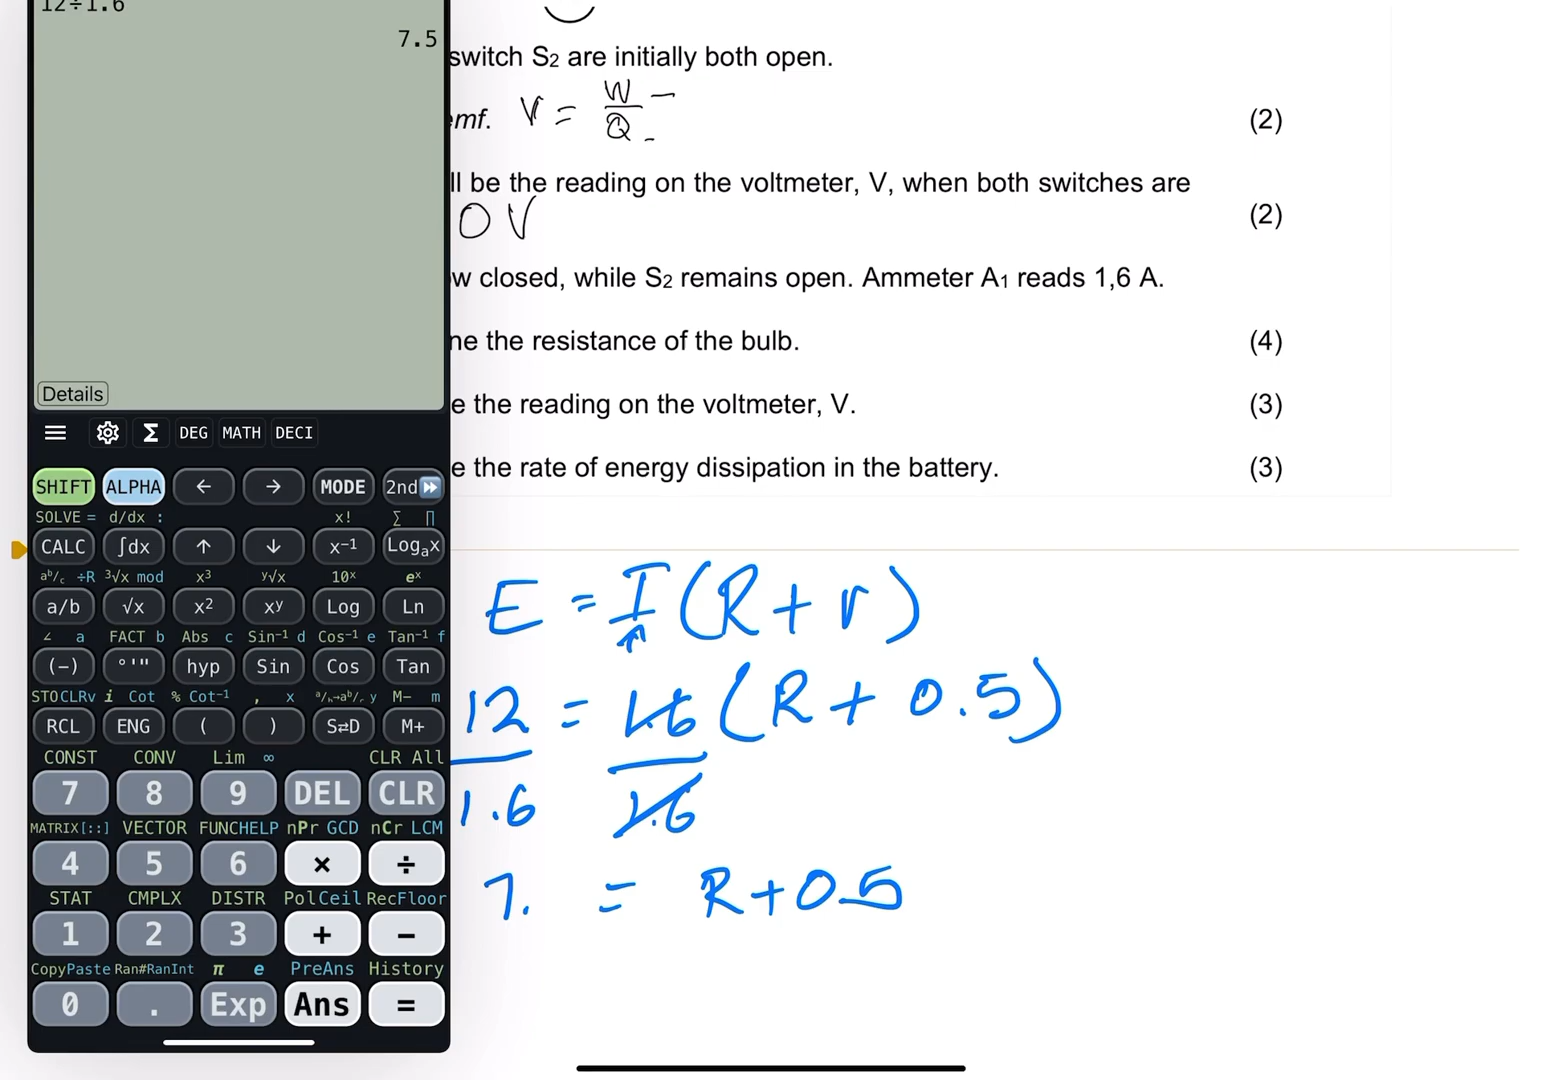 12÷1.6
7.5
Details
DEG MATH DECI
SHIFT ALPHA ← → MODE 2nd
SOLVE = d/dx : x! ∑ ∏
CALC ∫dx ↑ ↓ x⁻¹ Logₐx
aᵇ/c ÷R ³√x mod x³ ʸ√x 10ˣ eˣ
a/b √x x² xʸ Log Ln
∠ a FACT b Abs c Sin⁻¹ d Cos⁻¹ e Tan⁻¹ f
(−) °'" hyp Sin Cos Tan
STO CLRv i Cot % Cot⁻¹ , x y M− m
RCL ENG ( ) S⇄D M+
CONST CONV Lim ∞ CLR All
7 8 9 DEL CLR
MATRIX[::] VECTOR FUNC HELP nPr GCD nCr LCM
4 5 6 × ÷
STAT CMPLX DISTR Pol Ceil Rec Floor
1 2 3 + −
Copy Paste Ran# RanInt π e PreAns History
0 . Exp Ans =
switch S₂ are initially both open.
mf. V = W/Q (2)
ll be the reading on the voltmeter, V, when both switches are
0 V (2)
w closed, while S₂ remains open. Ammeter A₁ reads 1,6 A.
ne the resistance of the bulb. (4)
e the reading on the voltmeter, V. (3)
e the rate of energy dissipation in the battery. (3)
E = I (R + r)
12 = 1.6 (R + 0.5)
1.6 1.6
7. = R + 0.5